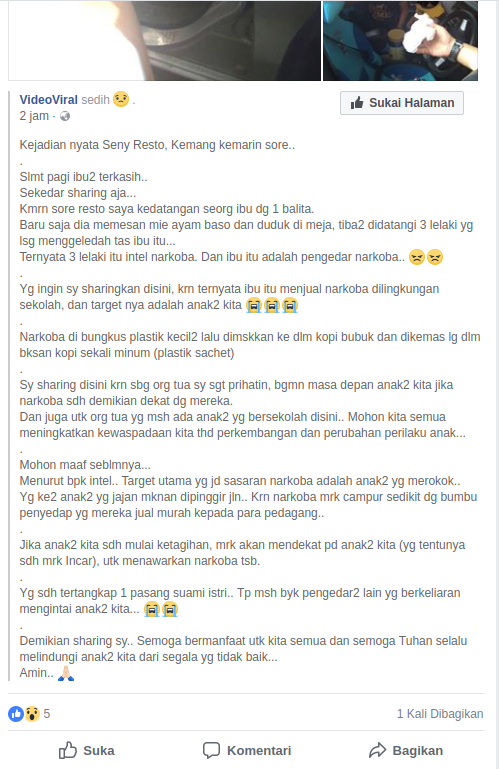 VideoViral sedih 😟 .
Sukai Halaman
2 jam ·
Kejadian nyata Seny Resto, Kemang kemarin sore..
.
Slmt pagi ibu2 terkasih..
Sekedar sharing aja...
Kmrn sore resto saya kedatangan seorg ibu dg 1 balita.
Baru saja dia memesan mie ayam baso dan duduk di meja, tiba2 didatangi 3 lelaki yg
lsg menggeledah tas ibu itu...
Ternyata 3 lelaki itu intel narkoba. Dan ibu itu adalah pengedar narkoba.. 😠😠
.
Yg ingin sy sharingkan disini, krn ternyata ibu itu menjual narkoba dilingkungan
sekolah, dan target nya adalah anak2 kita 😭😭😭
.
Narkoba di bungkus plastik kecil2 lalu dimskkan ke dlm kopi bubuk dan dikemas lg dlm
bksan kopi sekali minum (plastik sachet)
.
Sy sharing disini krn sbg org tua sy sgt prihatin, bgmn masa depan anak2 kita jika
narkoba sdh demikian dekat dg mereka.
Dan juga utk org tua yg msh ada anak2 yg bersekolah disini.. Mohon kita semua
meningkatkan kewaspadaan kita thd perkembangan dan perubahan perilaku anak...
.
Mohon maaf seblmnya...
Menurut bpk intel.. Target utama yg jd sasaran narkoba adalah anak2 yg merokok..
Yg ke2 anak2 yg jajan mknan dipinggir jln.. Krn narkoba mrk campur sedikit dg bumbu
penyedap yg mereka jual murah kepada para pedagang..
.
Jika anak2 kita sdh mulai ketagihan, mrk akan mendekat pd anak2 kita (yg tentunya
sdh mrk Incar), utk menawarkan narkoba tsb.
.
Yg sdh tertangkap 1 pasang suami istri.. Tp msh byk pengedar2 lain yg berkeliaran
mengintai anak2 kita... 😭😭
.
Demikian sharing sy.. Semoga bermanfaat utk kita semua dan semoga Tuhan selalu
melindungi anak2 kita dari segala yg tidak baik...
Amin.. 🙏🏻
5
1 Kali Dibagikan
Suka
Komentari
Bagikan